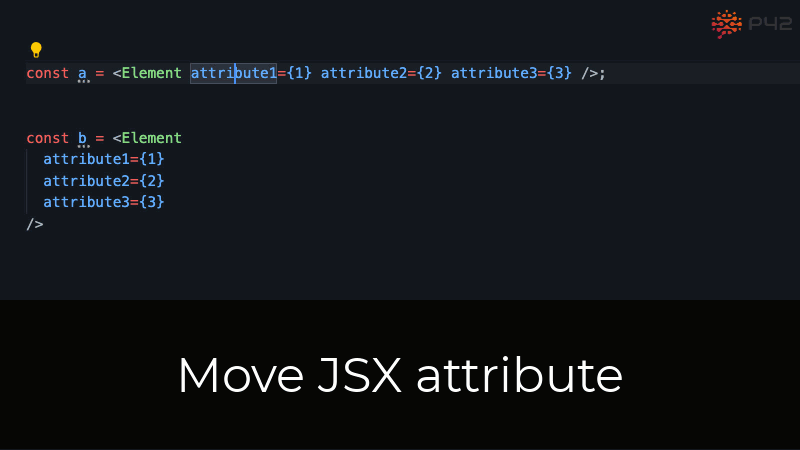 P42
const a = <Element attribute1={1} attribute2={2} attribute3={3} />;
const b = <Element
attribute1={1}
attribute2={2}
attribute3={3}
/>
Move JSX attribute